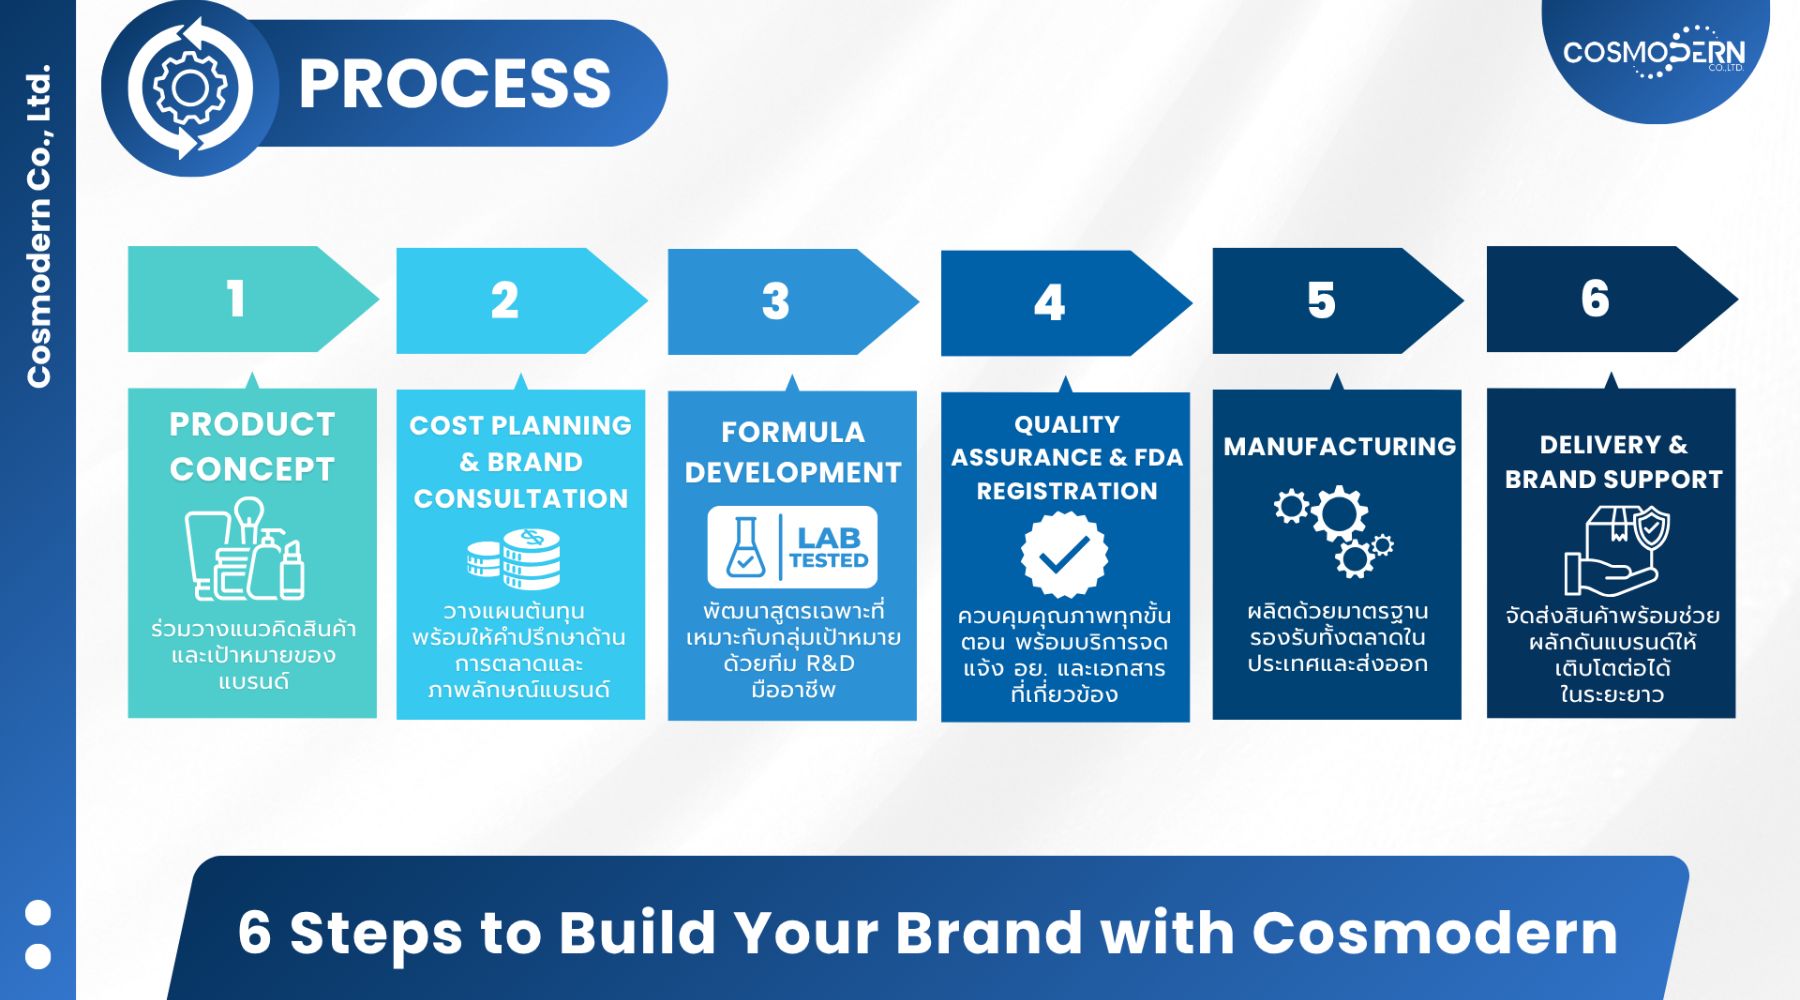 Cosmodern Co., Ltd.
PROCESS
COSMODERN
CO.,LTD.
1
2
3
4
5
6
PRODUCT
CONCEPT
ร่วมวางแนวคิดสินค้า
และเป้าหมายของ
แบรนด์
COST PLANNING
& BRAND
CONSULTATION
วางแผนต้นทุน
พร้อมให้คำปรึกษาด้าน
การตลาดและ
ภาพลักษณ์แบรนด์
FORMULA
DEVELOPMENT
LAB
TESTED
พัฒนาสูตรเฉพาะที่
เหมาะกับกลุ่มเป้าหมาย
ด้วยทีม R&D
มืออาชีพ
QUALITY
ASSURANCE & FDA
REGISTRATION
ควบคุมคุณภาพทุกขั้น
ตอน พร้อมบริการจด
แจ้ง อย. และเอกสาร
ที่เกี่ยวข้อง
MANUFACTURING
ผลิตด้วยมาตรฐาน
รองรับทั้งตลาดใน
ประเทศและส่งออก
DELIVERY &
BRAND SUPPORT
จัดส่งสินค้าพร้อมช่วย
ผลักดันแบรนด์ให้
เติบโตต่อได้
ในระยะยาว
6 Steps to Build Your Brand with Cosmodern